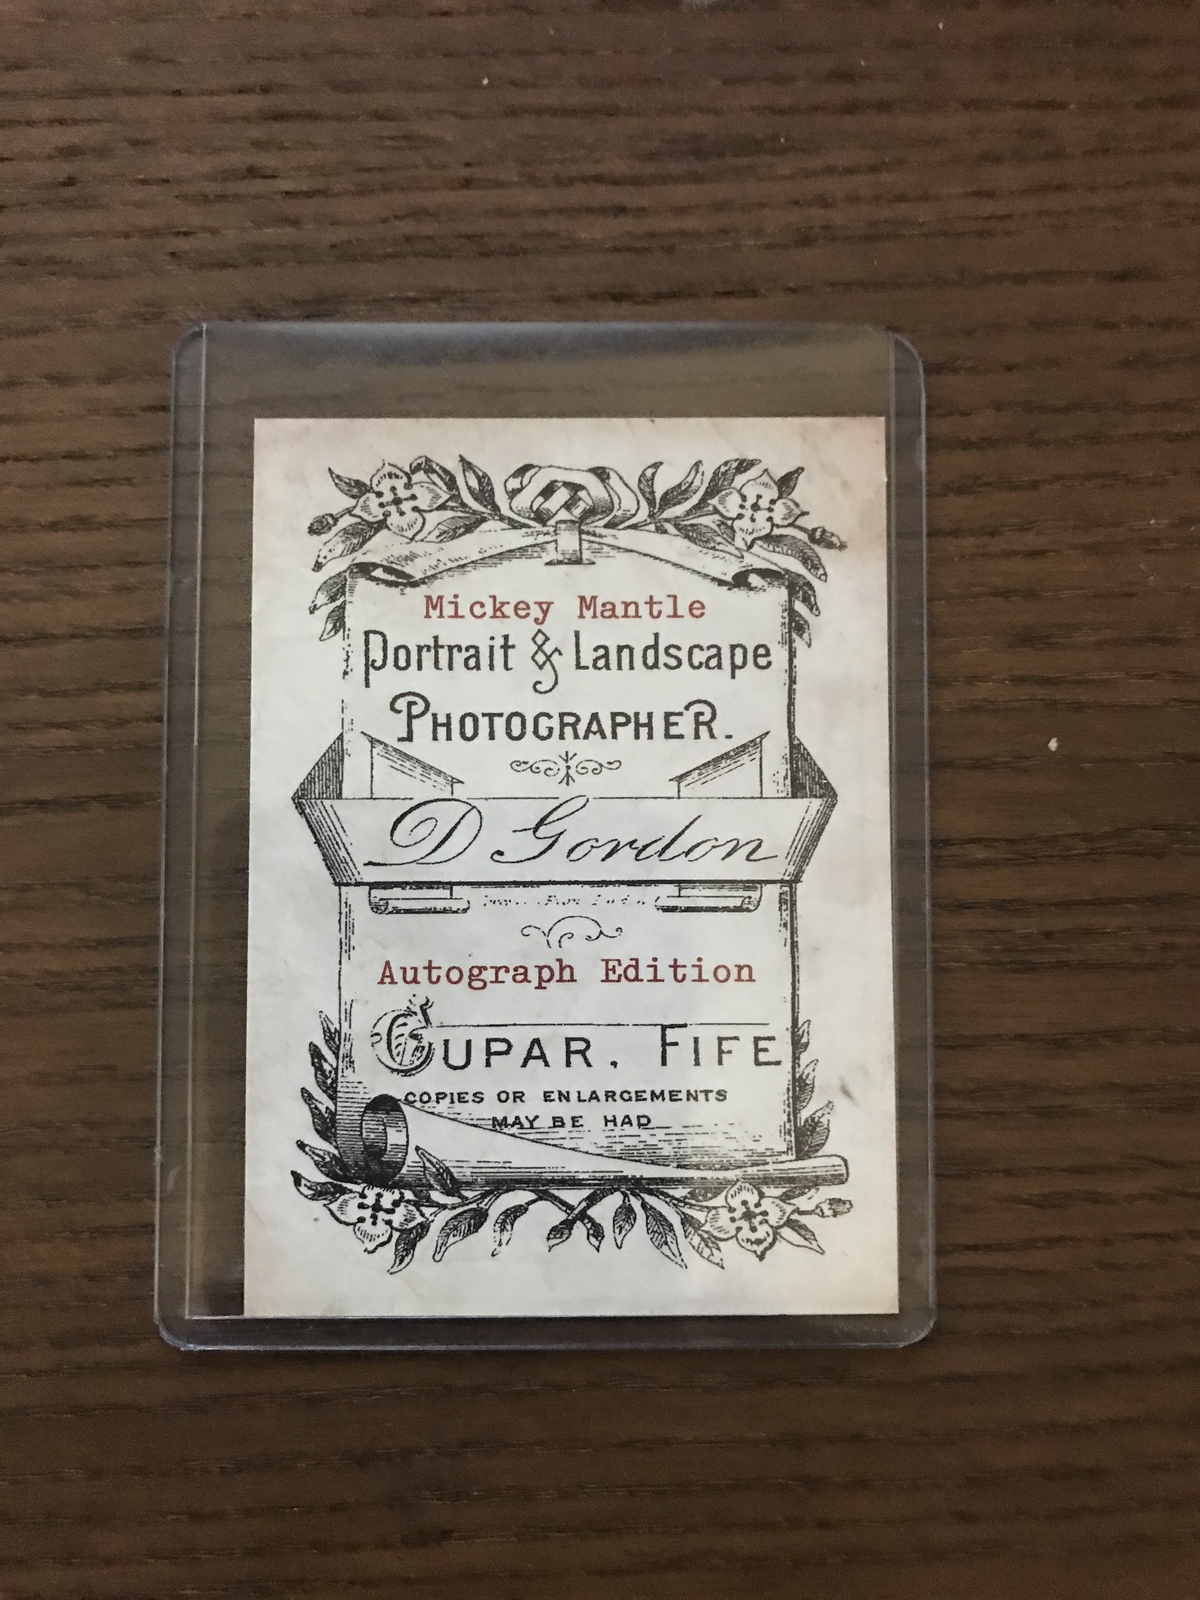 Mickey Mantle
Portrait & Landscape
PHOTOGRAPHER.
D Gordon
Autograph Edition
CUPAR, FIFE
COPIES OR ENLARGEMENTS
MAY BE HAD